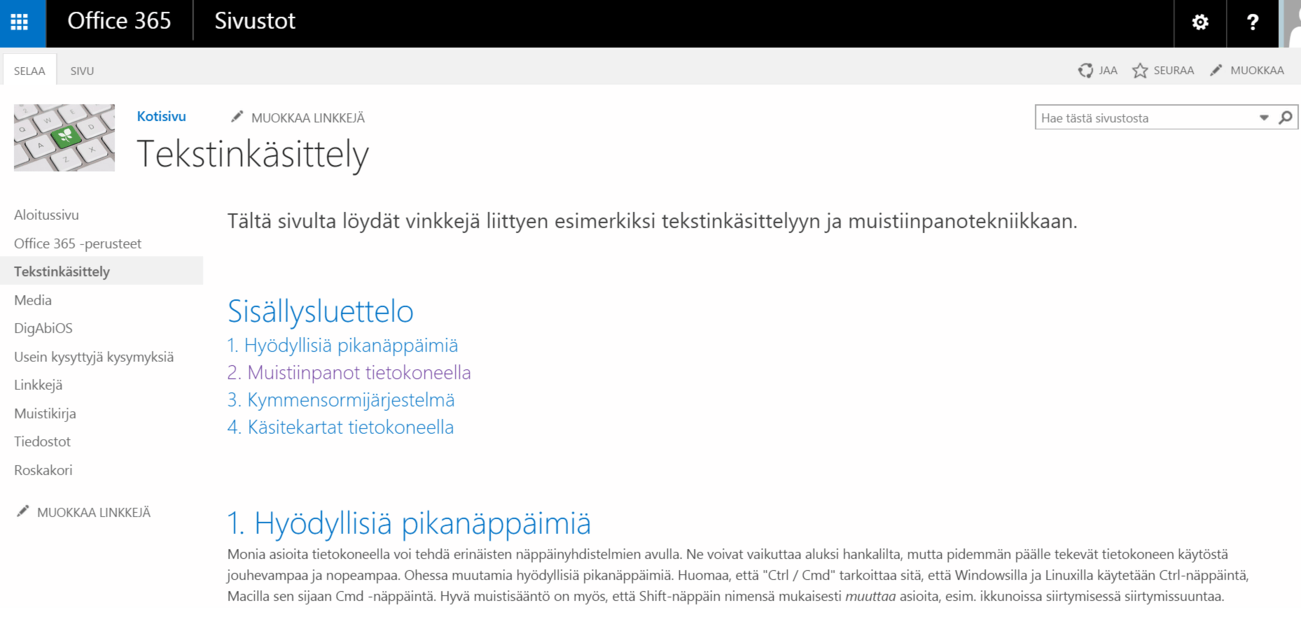 Office 365 Sivustot ?
SELAA SIVU JAA SEURAA MUOKKAA
Kotisivu MUOKKAA LINKKEJÄ Hae tästä sivustosta
Tekstinkäsittely
Aloitussivu
Office 365 -perusteet
Tekstinkäsittely
Media
DigAbiOS
Usein kysyttyjä kysymyksiä
Linkkejä
Muistikirja
Tiedostot
Roskakori
MUOKKAA LINKKEJÄ
Tältä sivulta löydät vinkkejä liittyen esimerkiksi tekstinkäsittelyyn ja muistiinpanotekniikkaan.
Sisällysluettelo
1. Hyödyllisiä pikanäppäimiä
2. Muistiinpanot tietokoneella
3. Kymmensormijärjestelmä
4. Käsitekartat tietokoneella
1. Hyödyllisiä pikanäppäimiä
Monia asioita tietokoneella voi tehdä erinäisten näppäinyhdistelmien avulla. Ne voivat vaikuttaa aluksi hankalilta, mutta pidemmän päälle tekevät tietokoneen käytöstä
jouhevampaa ja nopeampaa. Ohessa muutamia hyödyllisiä pikanäppäimiä. Huomaa, että "Ctrl / Cmd" tarkoittaa sitä, että Windowsilla ja Linuxilla käytetään Ctrl-näppäintä,
Macilla sen sijaan Cmd -näppäintä. Hyvä muistisääntö on myös, että Shift-näppäin nimensä mukaisesti muuttaa asioita, esim. ikkunoissa siirtymisessä siirtymissuuntaa.